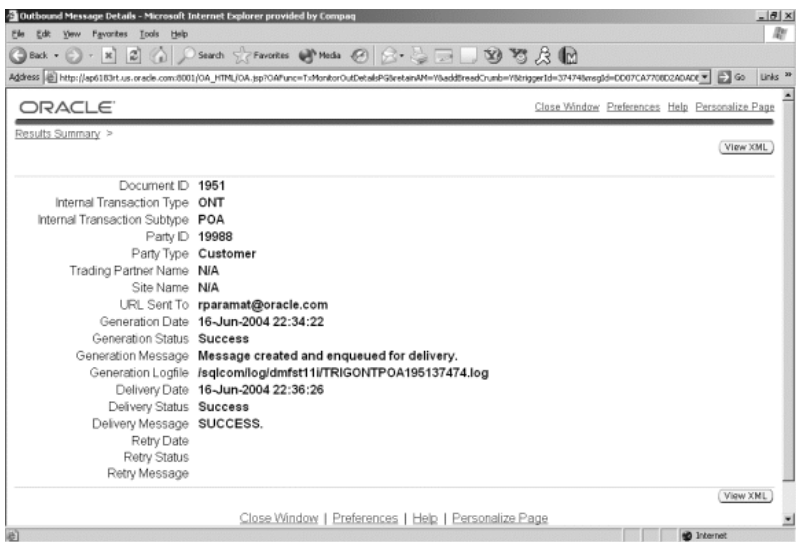 Outbound Message Details - Microsoft Internet Explorer provided by Compaq
File Edit View Favorites Tools Help
Back Search Favorites Media
Address http://ap6183rt.us.oracle.com:8001/OA_HTML/OA.jsp?OAFunc=TxMonitorOutDetailsPG&retainAM=Y&addBreadCrumb=Y&triggerId=37474&msgId= Go Links »
ORACLE
Close Window Preferences Help Personalize Page
Results Summary >
View XML
Document ID 1951
Internal Transaction Type ONT
Internal Transaction Subtype POA
Party ID 19988
Party Type Customer
Trading Partner Name N/A
Site Name N/A
URL Sent To rparamat@oracle.com
Generation Date 16-Jun-2004 22:34:22
Generation Status Success
Generation Message Message created and enqueued for delivery.
Generation Logfile /sqlcom/log/dmfst11i/TRIGONTPOA195137474.log
Delivery Date 16-Jun-2004 22:36:26
Delivery Status Success
Delivery Message SUCCESS.
Retry Date
Retry Status
Retry Message
View XML
Close Window | Preferences | Help | Personalize Page
Internet